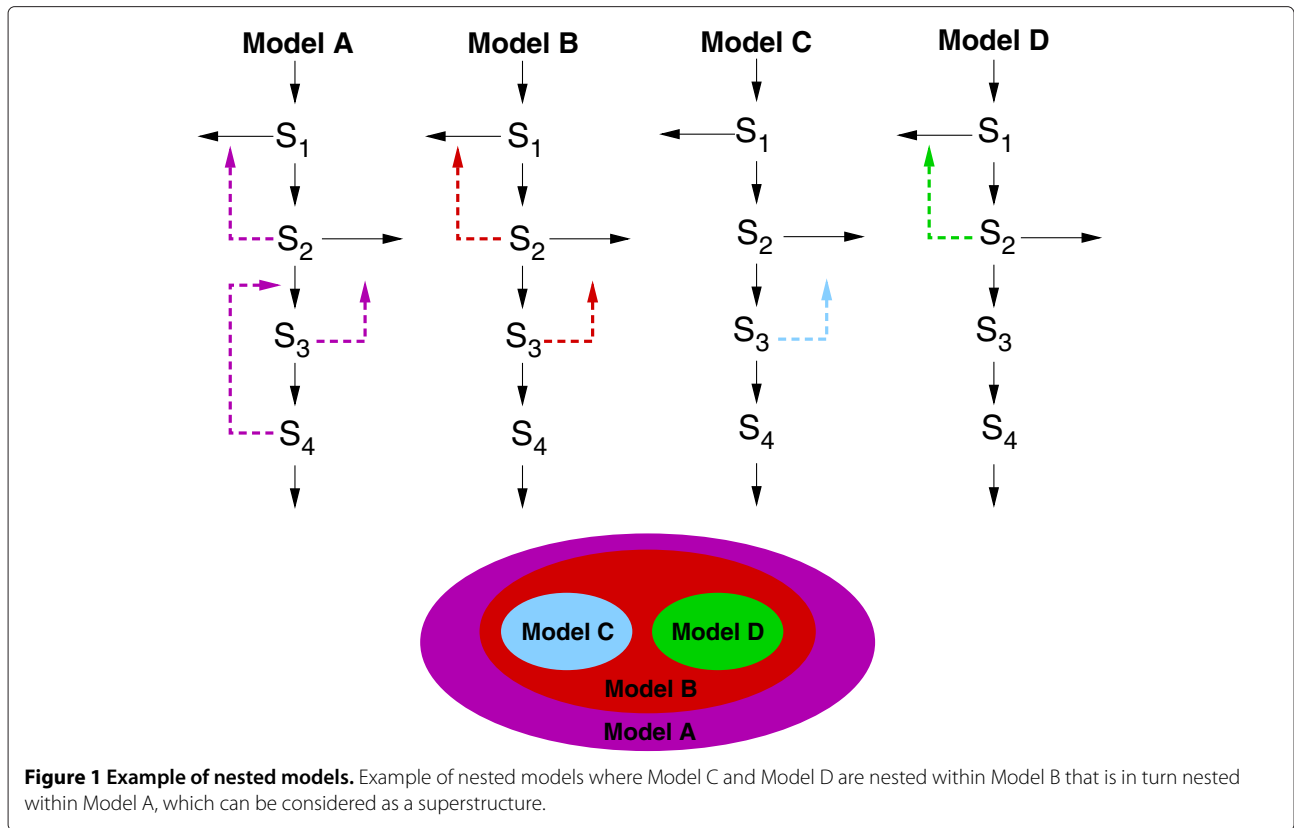 Model A Model B Model C Model D
S1 S1 S1 S1
S2 S2 S2 S2
S3 S3 S3 S3
S4 S4 S4 S4
Model C Model D
Model B
Model A
Figure 1 Example of nested models. Example of nested models where Model C and Model D are nested within Model B that is in turn nested
within Model A, which can be considered as a superstructure.